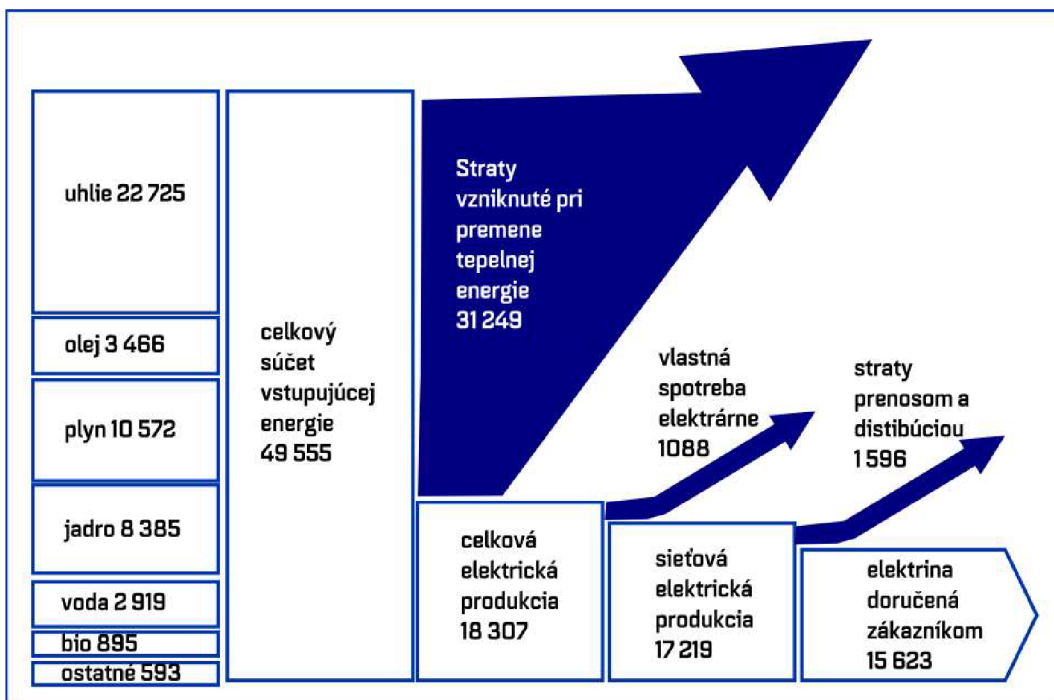 uhlie 22 725
olej 3 466
plyn 10 572
jadro 8 385
voda 2 919
bio 895
ostatné 593
celkový
súčet
vstupujúcej
energie
49 555
Straty
vzniknuté pri
premene
tepelnej
energie
31 249
celková
elektrická
produkcia
18 307
vlastná
spotreba
elektrárne
1088
sieťová
elektrická
produkcia
17 219
straty
prenosom a
distibúciou
1 596
elektrina
doručená
zákazníkom
15 623